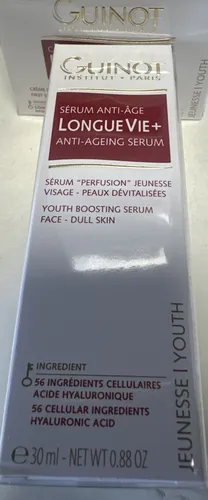 GUINOT
GUINOT
INSTITUT • PARIS
SÉRUM ANTI-ÂGE
LONGUE VIE+
ANTI-AGEING SERUM
SÉRUM "PERFUSION" JEUNESSE
VISAGE - PEAUX DÉVITALISÉES
YOUTH BOOSTING SERUM
FACE - DULL SKIN
INGREDIENT
56 INGRÉDIENTS CELLULAIRES
ACIDE HYALURONIQUE
56 CELLULAR INGREDIENTS
HYALURONIC ACID
e 30 ml - NET WT 0.88 OZ
JEUNESSE | YOUTH
JEUNESSE | YOUTH